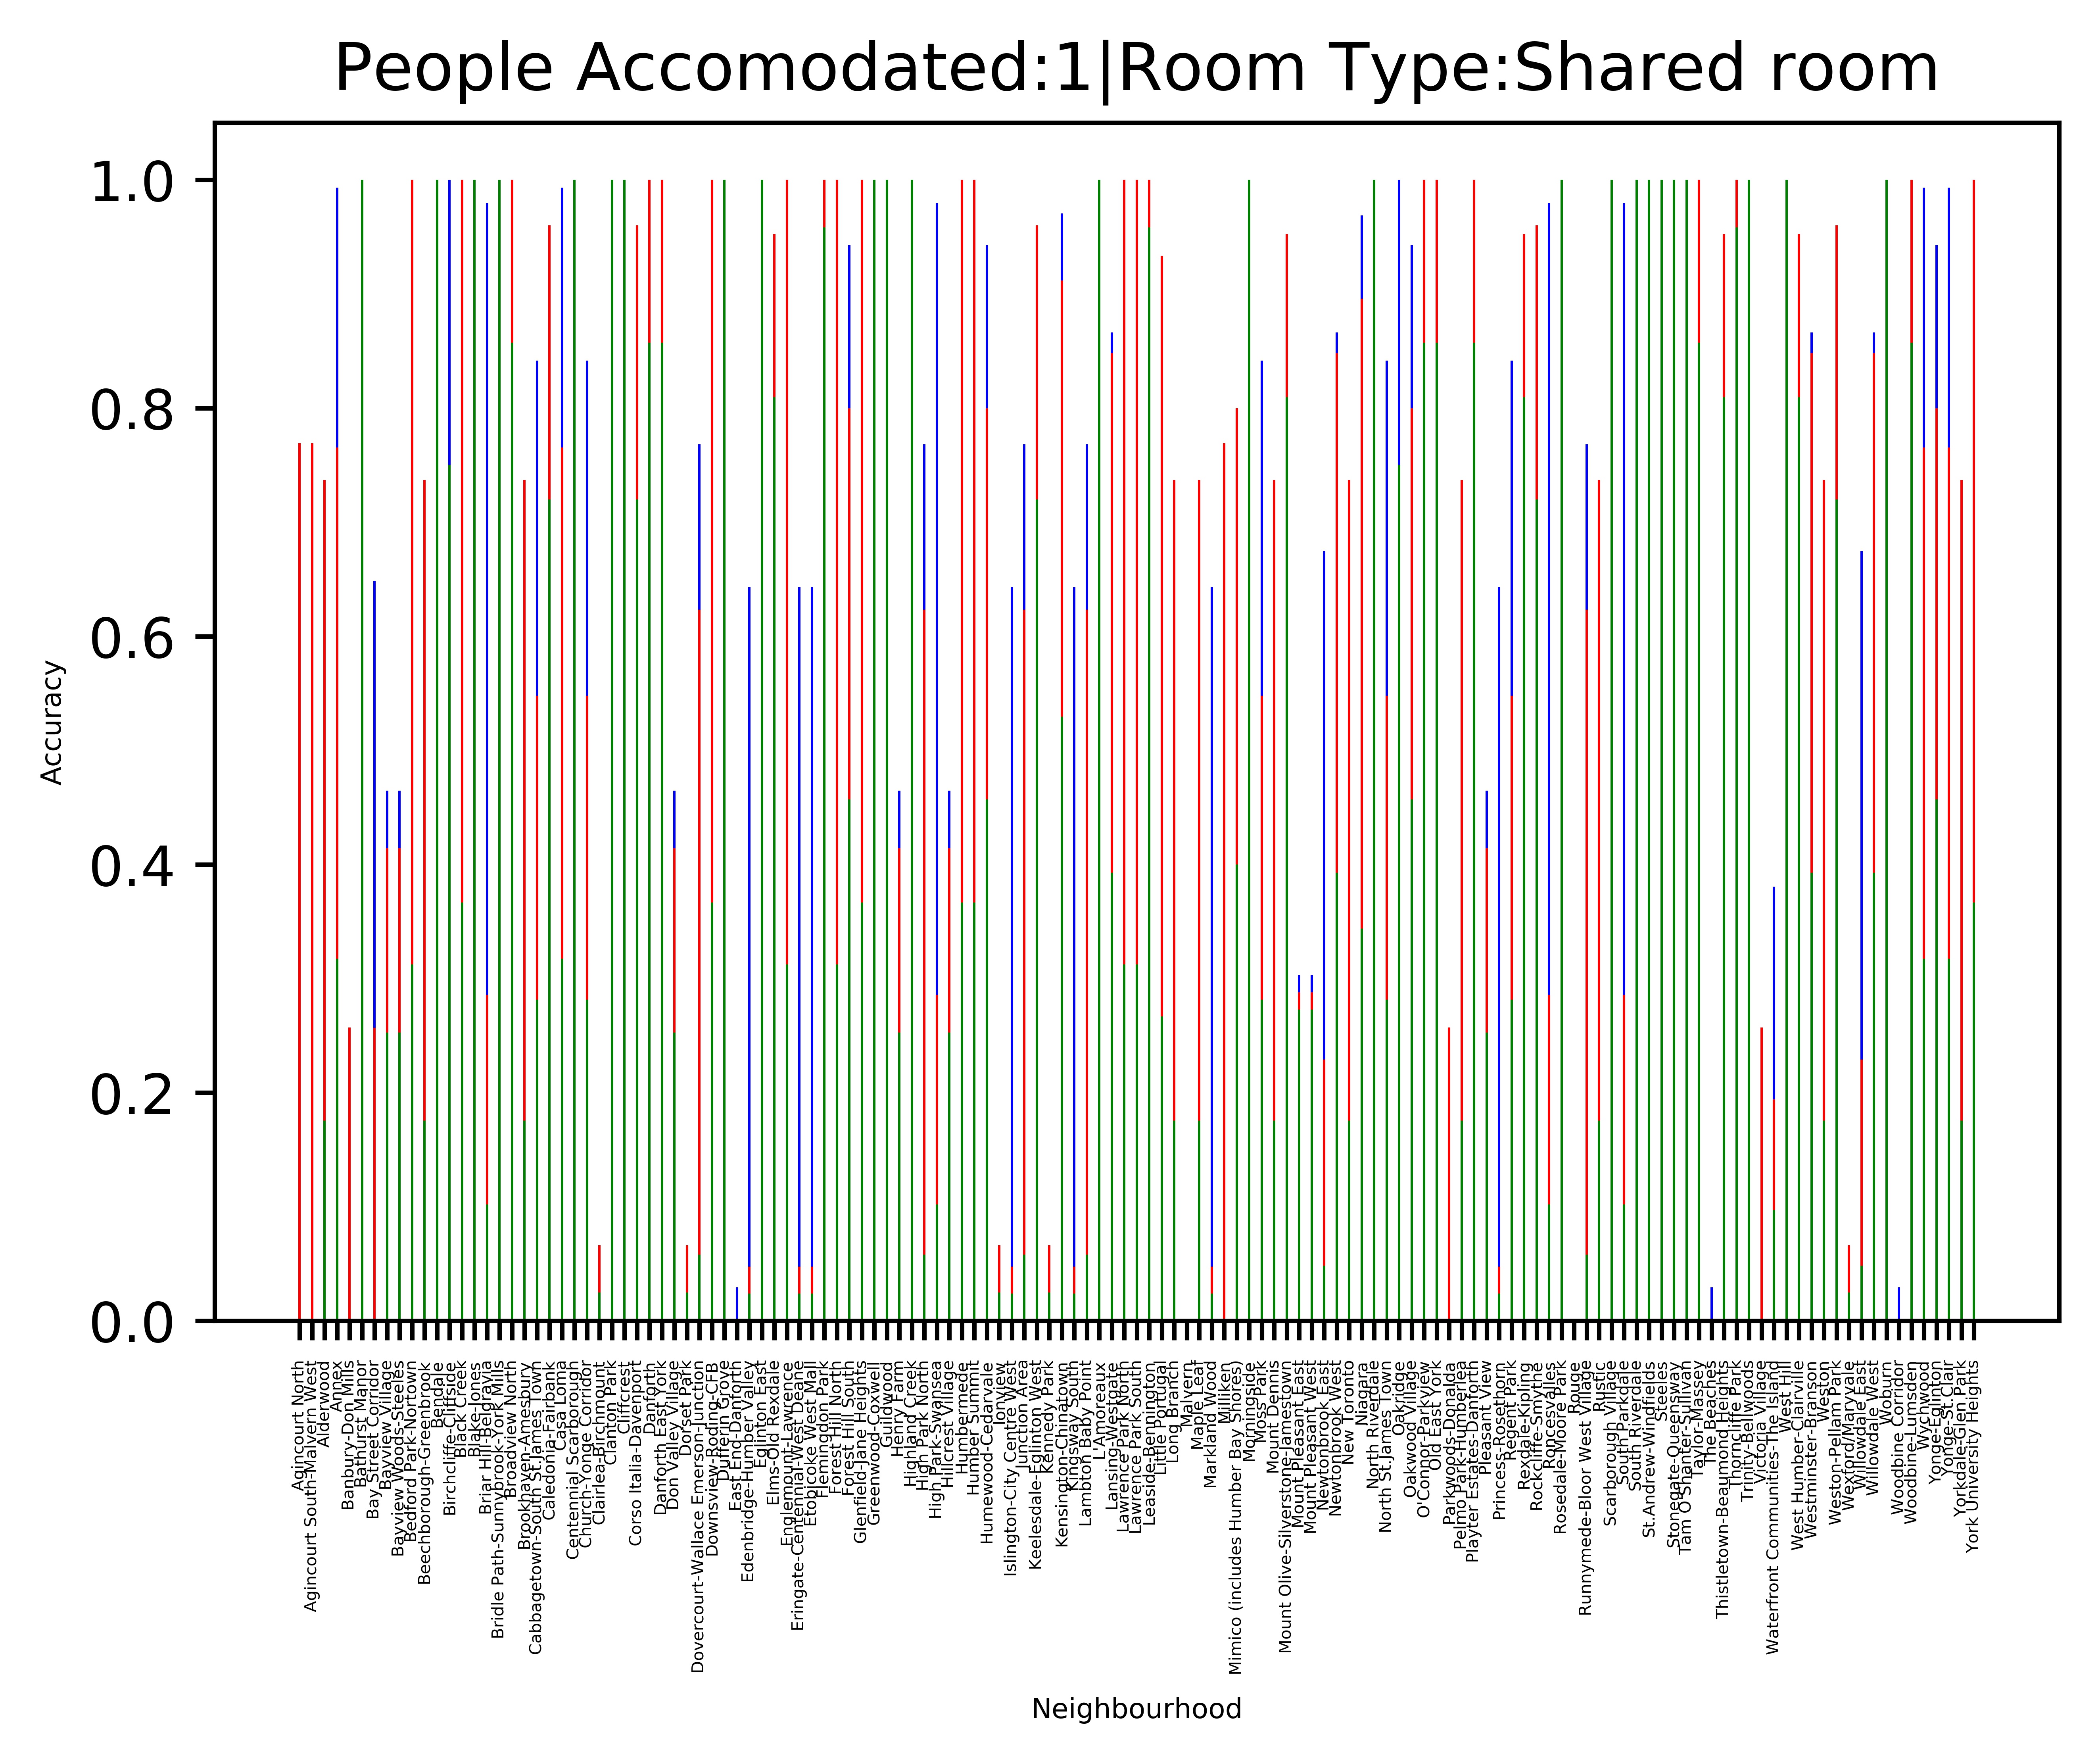 People Accomodated:1|Room Type:Shared room
1.0
0.8
0.6
0.4
0.2
0.0
Accuracy
Agincourt North
Agincourt South-Malvern West
Alderwood
Annex
Banbury-Don Mills
Bathurst Manor
Bay Street Corridor
Bayview Village
Bayview Woods-Steeles
Bedford Park-Nortown
Beechborough-Greenbrook
Bendale
Birchcliffe-Cliffside
Black Creek
Blake-Jones
Briar Hill-Belgravia
Bridle Path-Sunnybrook-York Mills
Broadview North
Brookhaven-Amesbury
Cabbagetown-South St.James Town
Caledonia-Fairbank
Casa Loma
Centennial Scarborough
Church-Yonge Corridor
Clairlea-Birchmount
Clanton Park
Cliffcrest
Corso Italia-Davenport
Danforth
Danforth East York
Don Valley Village
Dorset Park
Dovercourt-Wallace Emerson-Junction
Downsview-Roding-CFB
Dufferin Grove
East End-Danforth
Edenbridge-Humber Valley
Eglinton East
Elms-Old Rexdale
Englemount-Lawrence
Eringate-Centennial-West Deane
Etobicoke West Mall
Flemingdon Park
Forest Hill North
Forest Hill South
Glenfield-Jane Heights
Greenwood-Coxwell
Guildwood
Henry Farm
Highland Creek
High Park North
High Park-Swansea
Hillcrest Village
Humbermede
Humber Summit
Humewood-Cedarvale
Ionview
Islington-City Centre West
Junction Area
Keelesdale-Eglinton West
Kennedy Park
Kensington-Chinatown
Kingsway South
Lambton Baby Point
L'Amoreaux
Lansing-Westgate
Lawrence Park North
Lawrence Park South
Leaside-Bennington
Little Portugal
Long Branch
Malvern
Maple Leaf
Markland Wood
Milliken
Mimico (includes Humber Bay Shores)
Morningside
Moss Park
Mount Dennis
Mount Olive-Silverstone-Jamestown
Mount Pleasant East
Mount Pleasant West
Newtonbrook East
Newtonbrook West
New Toronto
Niagara
North Riverdale
North St.James Town
Oakridge
Oakwood Village
O'Connor-Parkview
Old East York
Parkwoods-Donalda
Pelmo Park-Humberlea
Playter Estates-Danforth
Pleasant View
Princess-Rosethorn
Regent Park
Rexdale-Kipling
Rockcliffe-Smythe
Roncesvalles
Rosedale-Moore Park
Rouge
Runnymede-Bloor West Village
Rustic
Scarborough Village
South Parkdale
South Riverdale
St.Andrew-Windfields
Steeles
Stonegate-Queensway
Tam O'Shanter-Sullivan
Taylor-Massey
The Beaches
Thistletown-Beaumond Heights
Thorncliffe Park
Trinity-Bellwoods
Victoria Village
Waterfront Communities-The Island
West Hill
West Humber-Clairville
Westminster-Branson
Weston
Weston-Pellam Park
Wexford/Maryvale
Willowdale East
Willowdale West
Woburn
Woodbine Corridor
Woodbine-Lumsden
Wychwood
Yonge-Eglinton
Yonge-St.Clair
Yorkdale-Glen Park
York University Heights
Neighbourhood